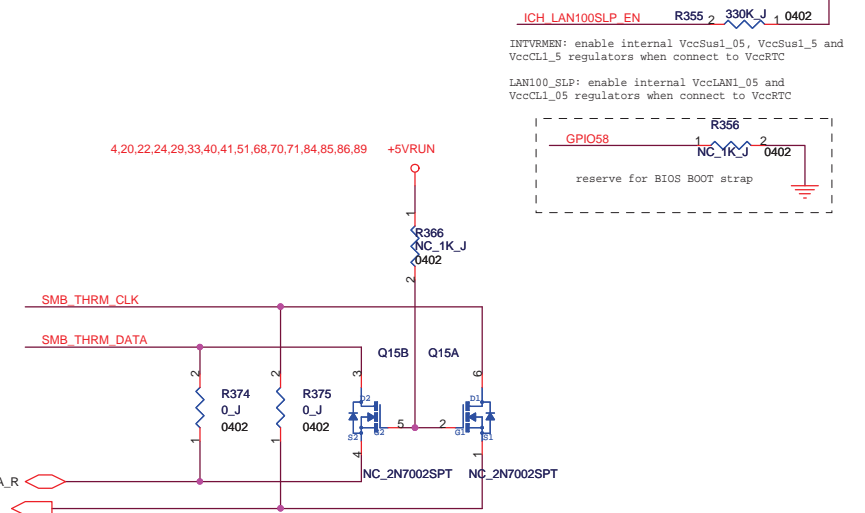 ICH_LAN100SLP_EN R355 2 330K_J 1 0402
INTVRMEN: enable internal VccSus1_05, VccSus1_5 and
VccCL1_5 regulators when connect to VccRTC
LAN100_SLP: enable internal VccLAN1_05 and
VccCL1_05 regulators when connect to VccRTC
R356
GPIO58 1 2
NC_1K_J 0402
reserve for BIOS BOOT strap
4,20,22,24,29,33,40,41,51,68,70,71,84,85,86,89 +5VRUN
1
R366
NC_1K_J
0402
2
SMB_THRM_CLK
SMB_THRM_DATA
Q15B Q15A
2 2 3 6
R374 R375 D2 D1
0_J 0_J
0402 0402 5 2
S2 G2 G1 S1
1 1 4 1
NC_2N7002SPT NC_2N7002SPT
A_R